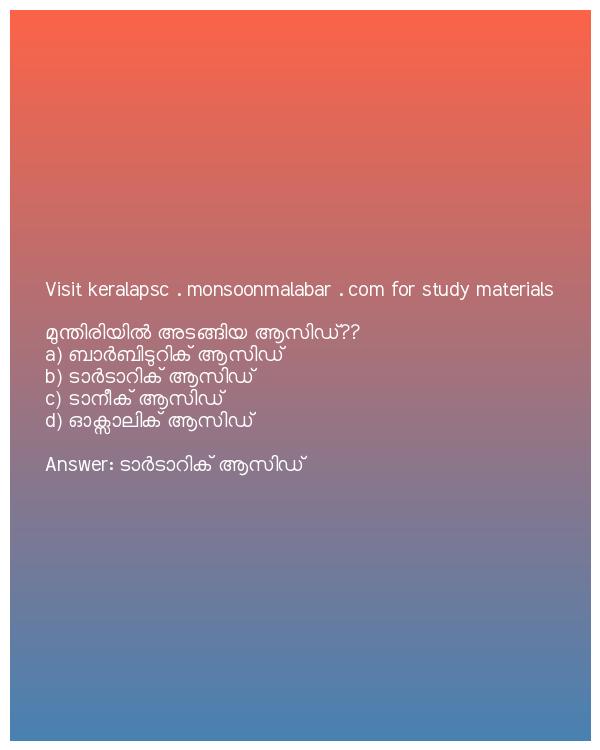 Visit keralapsc . monsoonmalabar . com for study materials
മുന്തിരിയിൽ അടങ്ങിയ ആസിഡ്??
a) ബാർബിടുറിക് ആസിഡ്
b) ടാർടാറിക് ആസിഡ്
c) ടാനീക് ആസിഡ്
d) ഓക്സാലിക് ആസിഡ്
Answer: ടാർടാറിക് ആസിഡ്